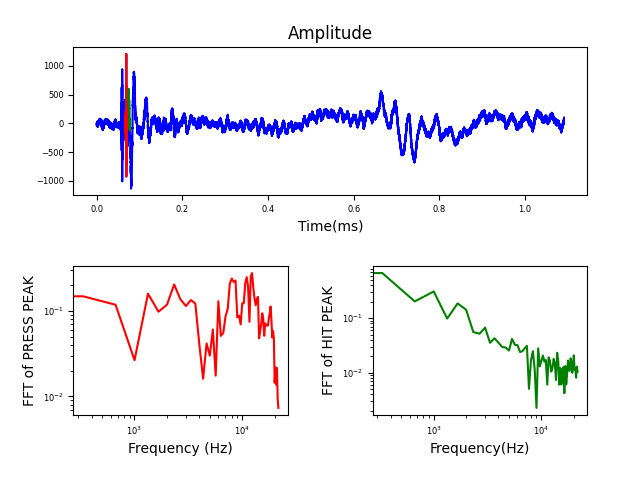 Amplitude
1000
500
0
−500
−1000
0.0 0.2 0.4 0.6 0.8 1.0
Time(ms)
FFT of PRESS PEAK
10⁻¹
10⁻²
10³ 10⁴
Frequency (Hz)
FFT of HIT PEAK
10⁻¹
10⁻²
10³ 10⁴
Frequency(Hz)